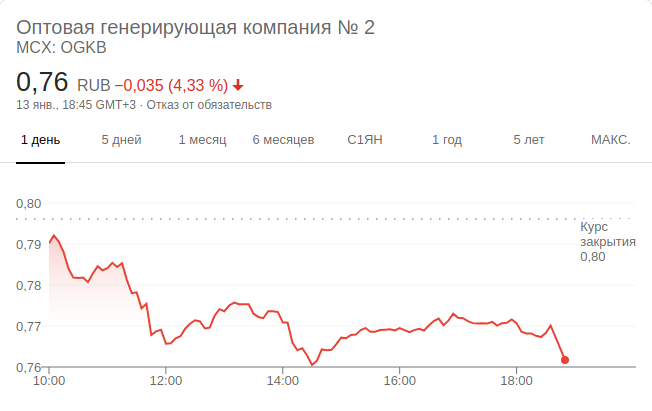 Оптовая генерирующая компания № 2
MCX: OGKB
0,76 RUB −0,035 (4,33 %)
13 янв., 18:45 GMT+3 · Отказ от обязательств
1 день 5 дней 1 месяц 6 месяцев С1ЯН 1 год 5 лет МАКС.
0,80
Курс
закрытия
0,80
0,79
0,78
0,77
0,76
10:00 12:00 14:00 16:00 18:00